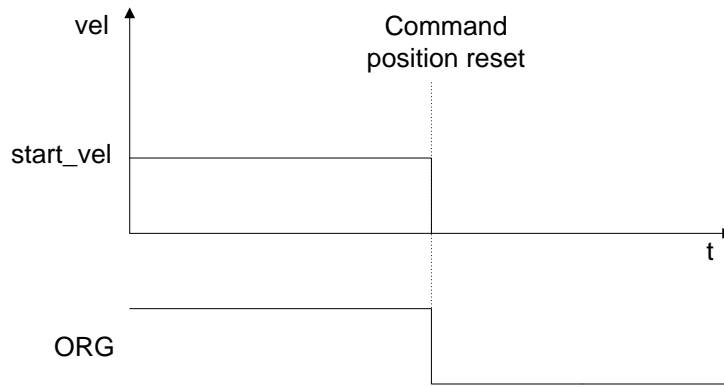 vel
Command
position reset
start_vel
t
ORG